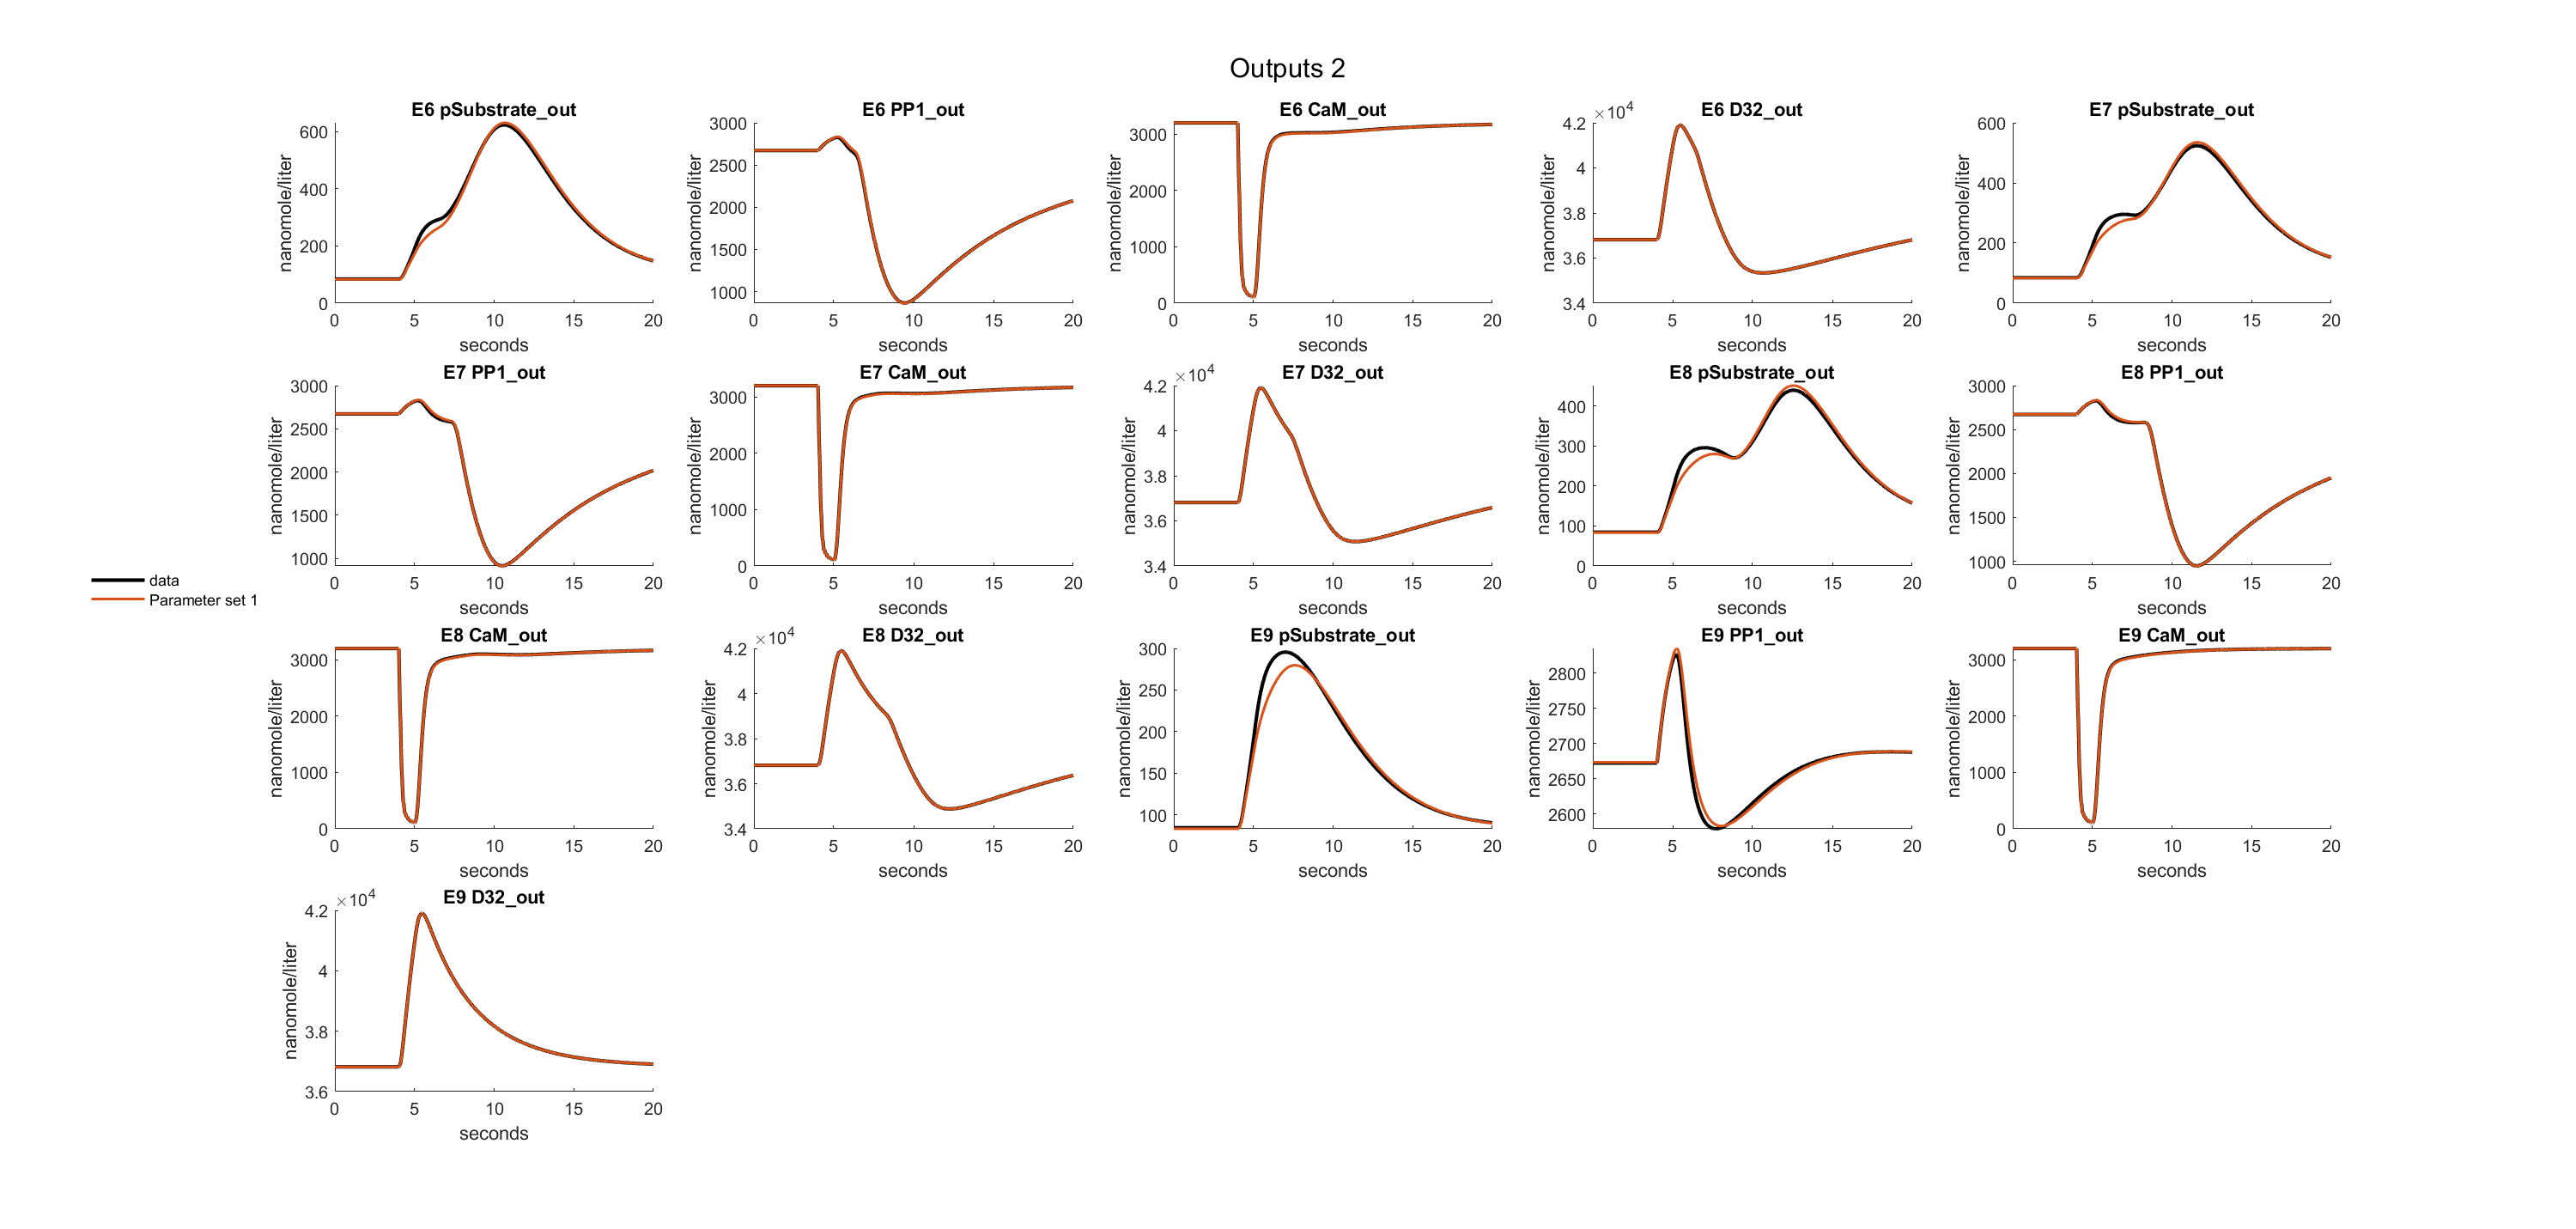 Outputs 2
E6 pSubstrate_out
nanomole/liter
600
400
200
0
0 5 10 15 20
seconds
E6 PP1_out
nanomole/liter
3000
2500
2000
1500
1000
0 5 10 15 20
seconds
E6 CaM_out
nanomole/liter
3000
2000
1000
0
0 5 10 15 20
seconds
E6 D32_out
×10^4
nanomole/liter
4.2
4
3.8
3.6
3.4
0 5 10 15 20
seconds
E7 pSubstrate_out
nanomole/liter
600
400
200
0
0 5 10 15 20
seconds
E7 PP1_out
nanomole/liter
3000
2500
2000
1500
1000
0 5 10 15 20
seconds
E7 CaM_out
nanomole/liter
3000
2000
1000
0
0 5 10 15 20
seconds
E7 D32_out
×10^4
nanomole/liter
4.2
4
3.8
3.6
3.4
0 5 10 15 20
seconds
E8 pSubstrate_out
nanomole/liter
400
300
200
100
0
0 5 10 15 20
seconds
E8 PP1_out
nanomole/liter
3000
2500
2000
1500
1000
0 5 10 15 20
seconds
data
Parameter set 1
E8 CaM_out
nanomole/liter
3000
2000
1000
0
0 5 10 15 20
seconds
E8 D32_out
×10^4
nanomole/liter
4.2
4
3.8
3.6
3.4
0 5 10 15 20
seconds
E9 pSubstrate_out
nanomole/liter
300
250
200
150
100
0 5 10 15 20
seconds
E9 PP1_out
nanomole/liter
2800
2750
2700
2650
2600
0 5 10 15 20
seconds
E9 CaM_out
nanomole/liter
3000
2000
1000
0
0 5 10 15 20
seconds
E9 D32_out
×10^4
nanomole/liter
4.2
4
3.8
3.6
0 5 10 15 20
seconds